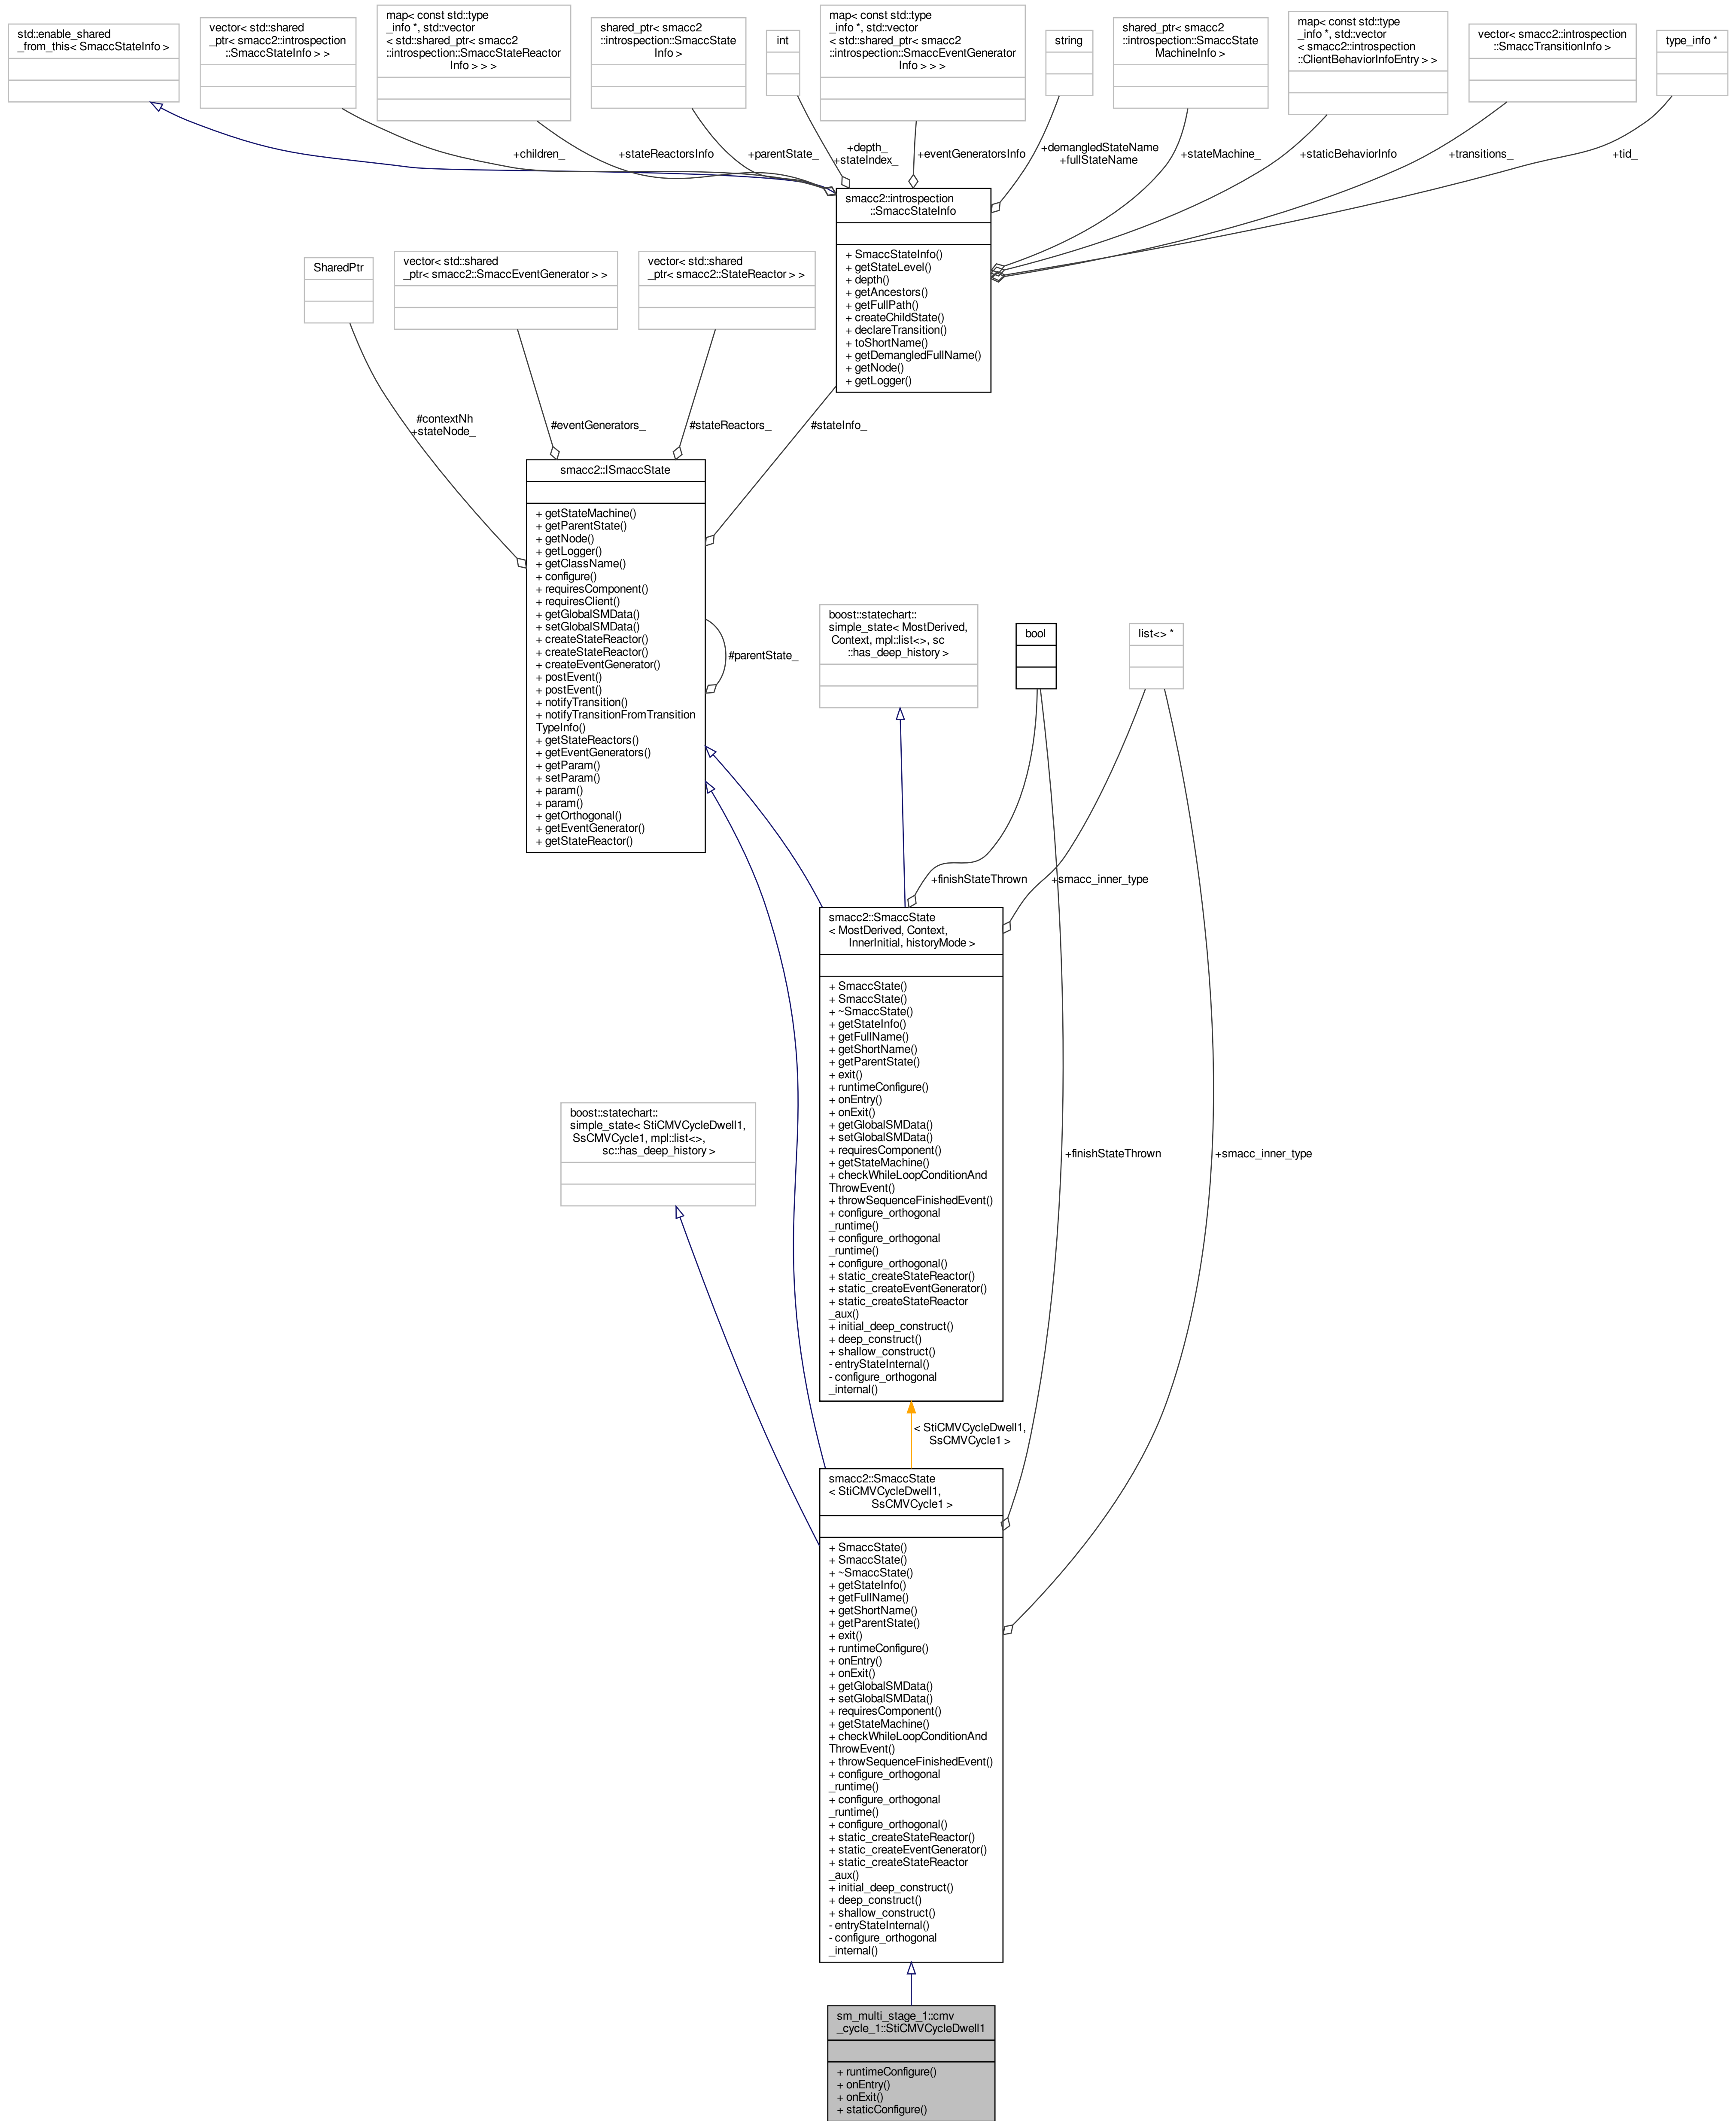 std::enable_shared
_from_this< SmaccStateInfo >
vector< std::shared
_ptr< smacc2::introspection
::SmaccStateInfo > >
map< const std::type
_info *, std::vector
< std::shared_ptr< smacc2
::introspection::SmaccStateReactor
Info > > >
shared_ptr< smacc2
::introspection::SmaccState
Info >
int
map< const std::type
_info *, std::vector
< std::shared_ptr< smacc2
::introspection::SmaccEventGenerator
Info > > >
string
shared_ptr< smacc2
::introspection::SmaccState
MachineInfo >
map< const std::type
_info *, std::vector
< smacc2::introspection
::ClientBehaviorInfoEntry > >
vector< smacc2::introspection
::SmaccTransitionInfo >
type_info *
+children_
+stateReactorsInfo
+parentState_
+depth_
+stateIndex_
+eventGeneratorsInfo
+demangledStateName
+fullStateName
+stateMachine_
+staticBehaviorInfo
+transitions_
+tid_
smacc2::introspection
::SmaccStateInfo
+ SmaccStateInfo()
+ getStateLevel()
+ depth()
+ getAncestors()
+ getFullPath()
+ createChildState()
+ declareTransition()
+ toShortName()
+ getDemangledFullName()
+ getNode()
+ getLogger()
SharedPtr
vector< std::shared
_ptr< smacc2::SmaccEventGenerator > >
vector< std::shared
_ptr< smacc2::StateReactor > >
#contextNh
+stateNode_
#eventGenerators_
#stateReactors_
#stateInfo_
smacc2::ISmaccState
+ getStateMachine()
+ getParentState()
+ getNode()
+ getLogger()
+ getClassName()
+ configure()
+ requiresComponent()
+ requiresClient()
+ getGlobalSMData()
+ setGlobalSMData()
+ createStateReactor()
+ createStateReactor()
+ createEventGenerator()
+ postEvent()
+ postEvent()
+ notifyTransition()
+ notifyTransitionFromTransition
TypeInfo()
+ getStateReactors()
+ getEventGenerators()
+ getParam()
+ setParam()
+ param()
+ param()
+ getOrthogonal()
+ getEventGenerator()
+ getStateReactor()
#parentState_
boost::statechart::
simple_state< MostDerived,
Context, mpl::list<>, sc
::has_deep_history >
bool
list<> *
+finishStateThrown
+smacc_inner_type
smacc2::SmaccState
< MostDerived, Context,
InnerInitial, historyMode >
+ SmaccState()
+ SmaccState()
+ ~SmaccState()
+ getStateInfo()
+ getFullName()
+ getShortName()
+ getParentState()
+ exit()
+ runtimeConfigure()
+ onEntry()
+ onExit()
+ getGlobalSMData()
+ setGlobalSMData()
+ requiresComponent()
+ getStateMachine()
+ checkWhileLoopConditionAnd
ThrowEvent()
+ throwSequenceFinishedEvent()
+ configure_orthogonal
_runtime()
+ configure_orthogonal
_runtime()
+ configure_orthogonal()
+ static_createStateReactor()
+ static_createEventGenerator()
+ static_createStateReactor
_aux()
+ initial_deep_construct()
+ deep_construct()
+ shallow_construct()
- entryStateInternal()
- configure_orthogonal
_internal()
boost::statechart::
simple_state< StiCMVCycleDwell1,
SsCMVCycle1, mpl::list<>,
sc::has_deep_history >
+finishStateThrown
+smacc_inner_type
< StiCMVCycleDwell1,
SsCMVCycle1 >
smacc2::SmaccState
< StiCMVCycleDwell1,
SsCMVCycle1 >
+ SmaccState()
+ SmaccState()
+ ~SmaccState()
+ getStateInfo()
+ getFullName()
+ getShortName()
+ getParentState()
+ exit()
+ runtimeConfigure()
+ onEntry()
+ onExit()
+ getGlobalSMData()
+ setGlobalSMData()
+ requiresComponent()
+ getStateMachine()
+ checkWhileLoopConditionAnd
ThrowEvent()
+ throwSequenceFinishedEvent()
+ configure_orthogonal
_runtime()
+ configure_orthogonal
_runtime()
+ configure_orthogonal()
+ static_createStateReactor()
+ static_createEventGenerator()
+ static_createStateReactor
_aux()
+ initial_deep_construct()
+ deep_construct()
+ shallow_construct()
- entryStateInternal()
- configure_orthogonal
_internal()
sm_multi_stage_1::cmv
_cycle_1::StiCMVCycleDwell1
+ runtimeConfigure()
+ onEntry()
+ onExit()
+ staticConfigure()